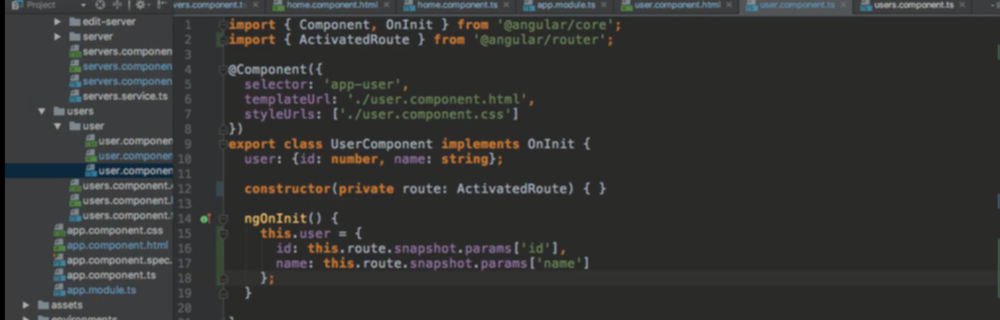 Project
vers.component.ts
home.component.html
home.component.ts
app.module.ts
user.component.html
user.component.ts
users.component.ts
edit-server
server
servers.componen
servers.componen
servers.componen
servers.service.ts
users
user
user.componen
user.componen
user.componen
users.component.
users.component.
users.component.
app.component.css
app.component.html
app.component.spec.
app.component.ts
app.module.ts
assets
environments
1 import { Component, OnInit } from '@angular/core';
2 import { ActivatedRoute } from '@angular/router';
3
4 @Component({
5 selector: 'app-user',
6 templateUrl: './user.component.html',
7 styleUrls: ['./user.component.css']
8 })
9 export class UserComponent implements OnInit {
10 user: {id: number, name: string};
11
12 constructor(private route: ActivatedRoute) { }
13
14 ngOnInit() {
15 this.user = {
16 id: this.route.snapshot.params['id'],
17 name: this.route.snapshot.params['name']
18 };
19 }
20